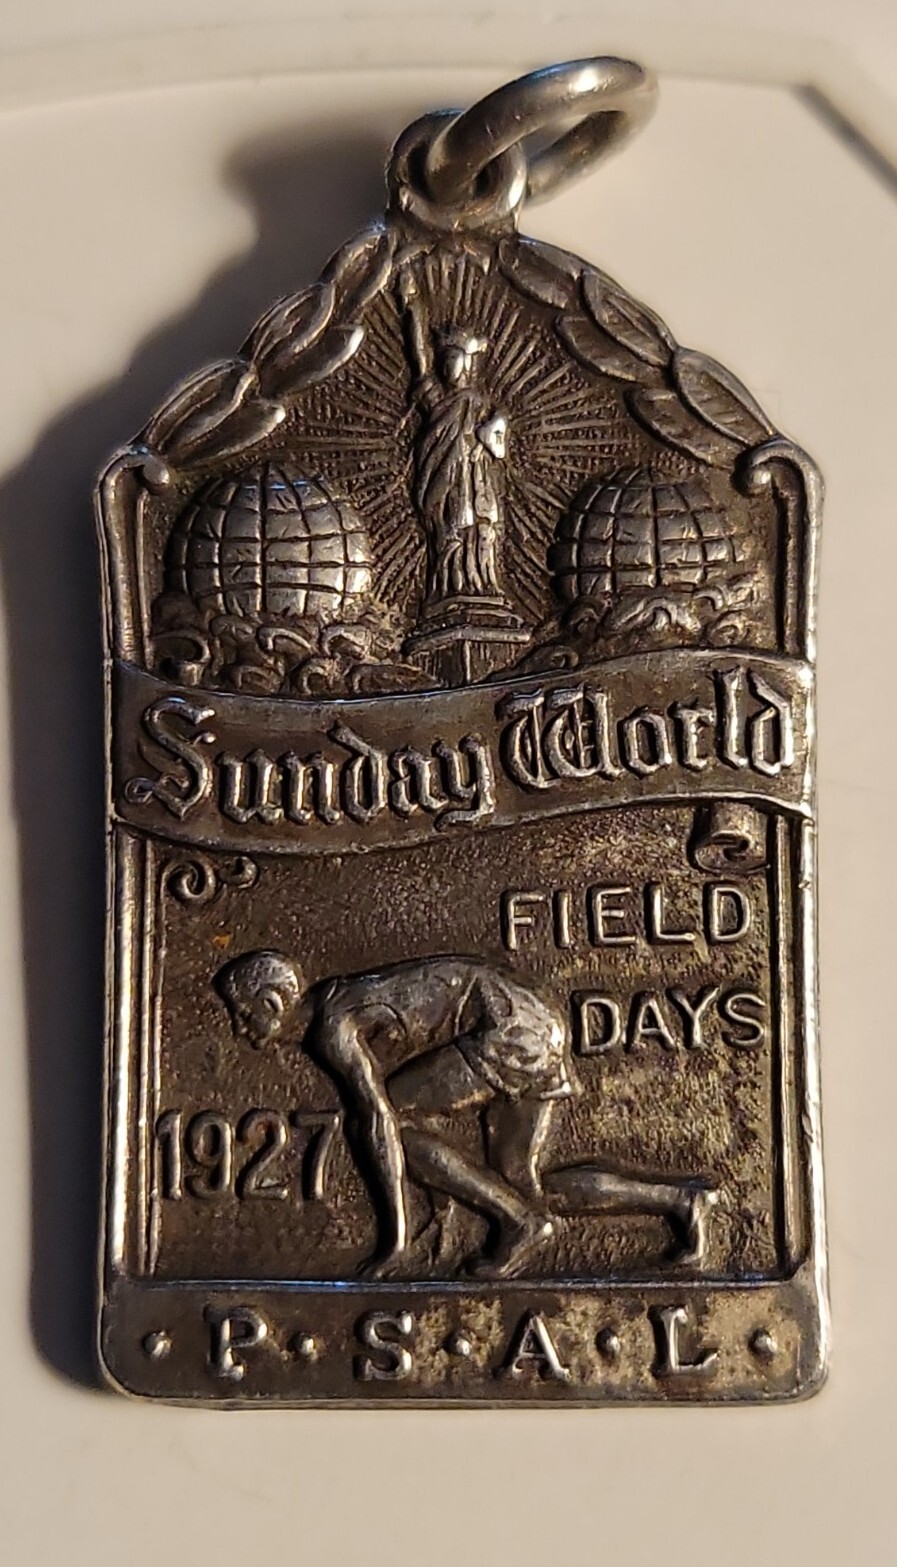 Sunday World
FIELD
DAYS
1927
· P · S · A · L ·